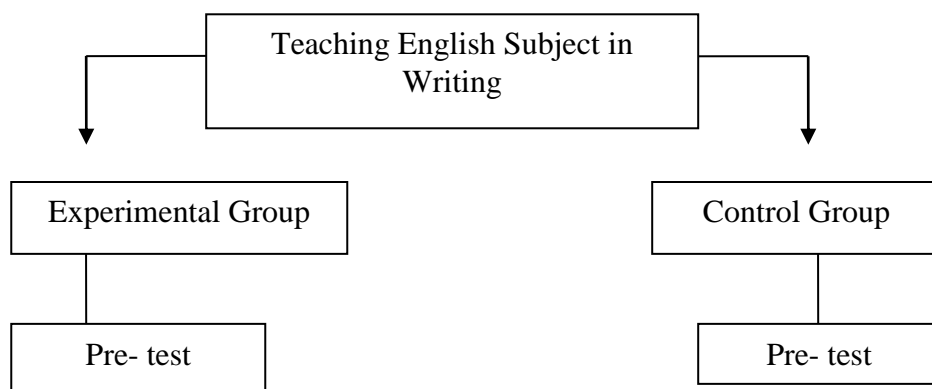 Teaching English Subject in
Writing
Experimental Group
Control Group
Pre- test
Pre- test